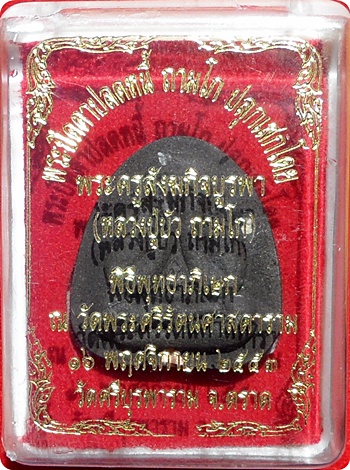 พระปิดตาปลดหนี้ ถามโก ปลุกเสกโดย
พระครูสังฆกิจบูรพา
(หลวงปู่บัว ถามโก)
พิธีพุทธาภิเษก
ณ วัดพระศรีรัตนศาสดาราม
๑๖ พฤศจิกายน ๒๕๕๓
วัดศรีบุรพาราม จ.ตราด